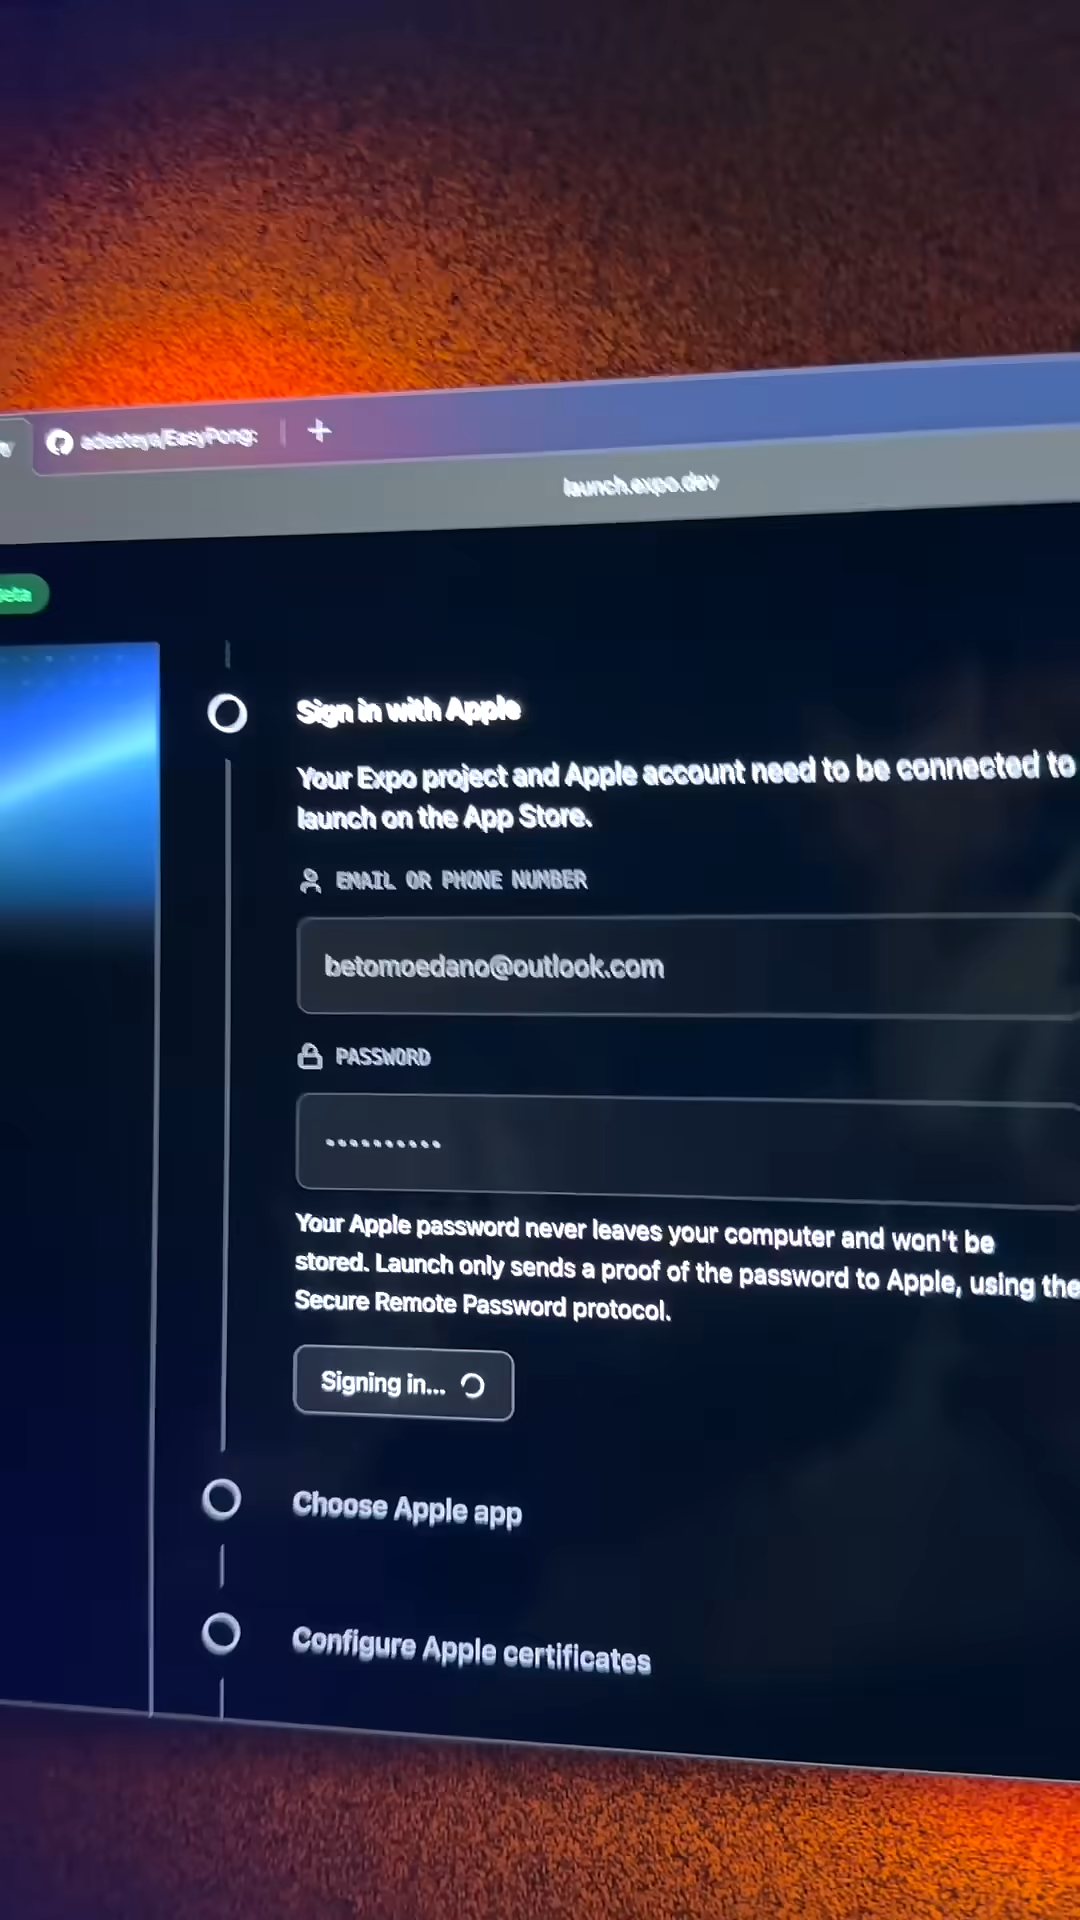 adeeteya/EasyPong:
launch.expo.dev
Sign in with Apple
Your Expo project and Apple account need to be connected to
launch on the App Store.
EMAIL OR PHONE NUMBER
betomoedano@outlook.com
PASSWORD
••••••••••
Your Apple password never leaves your computer and won't be
stored. Launch only sends a proof of the password to Apple, using the
Secure Remote Password protocol.
Signing in...
Choose Apple app
Configure Apple certificates